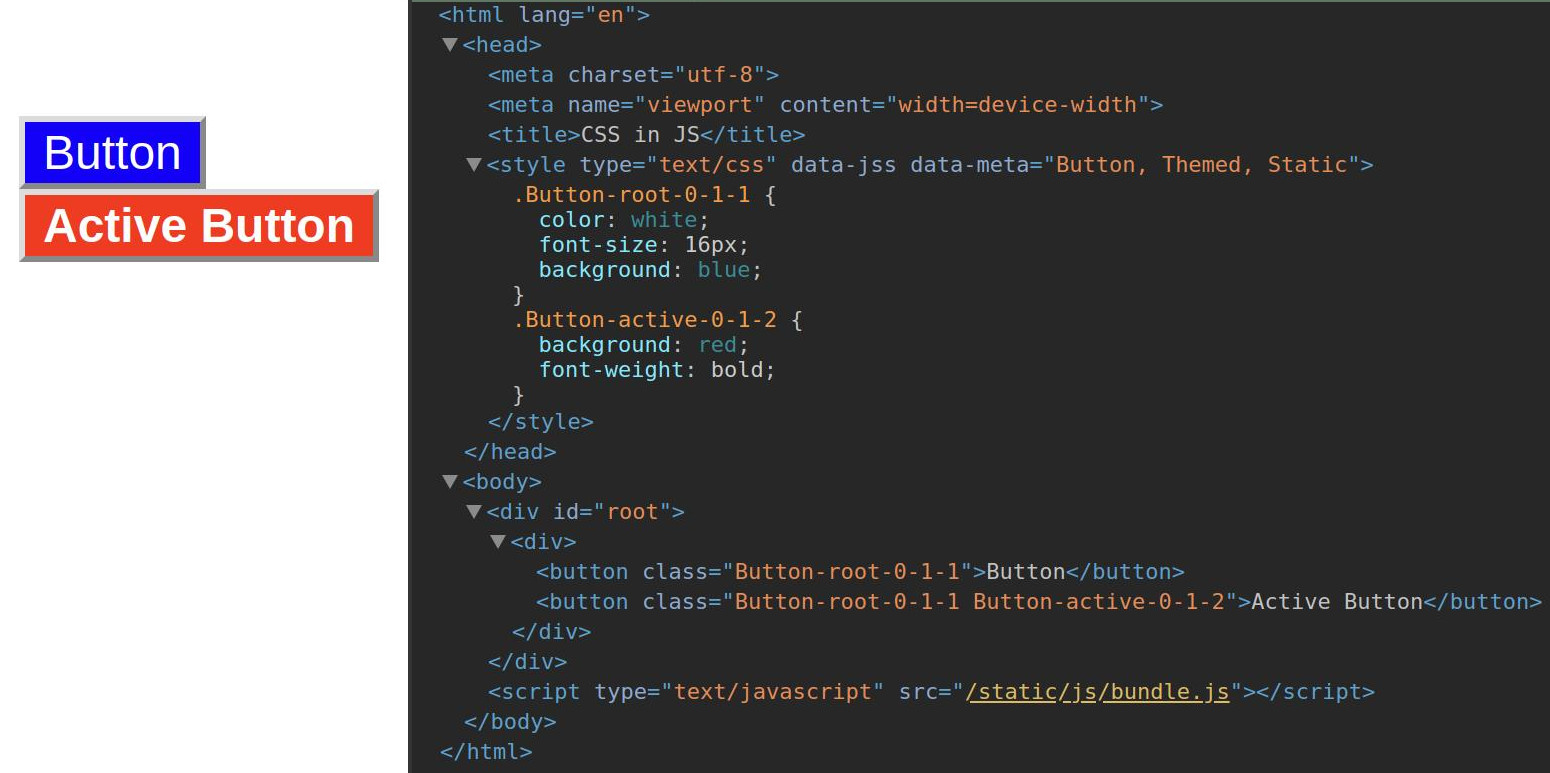 Button
Active Button
<html lang="en">
<head>
<meta charset="utf-8">
<meta name="viewport" content="width=device-width">
<title>CSS in JS</title>
<style type="text/css" data-jss data-meta="Button, Themed, Static">
.Button-root-0-1-1 {
color: white;
font-size: 16px;
background: blue;
}
.Button-active-0-1-2 {
background: red;
font-weight: bold;
}
</style>
</head>
<body>
<div id="root">
<div>
<button class="Button-root-0-1-1">Button</button>
<button class="Button-root-0-1-1 Button-active-0-1-2">Active Button</button>
</div>
</div>
<script type="text/javascript" src="/static/js/bundle.js"></script>
</body>
</html>